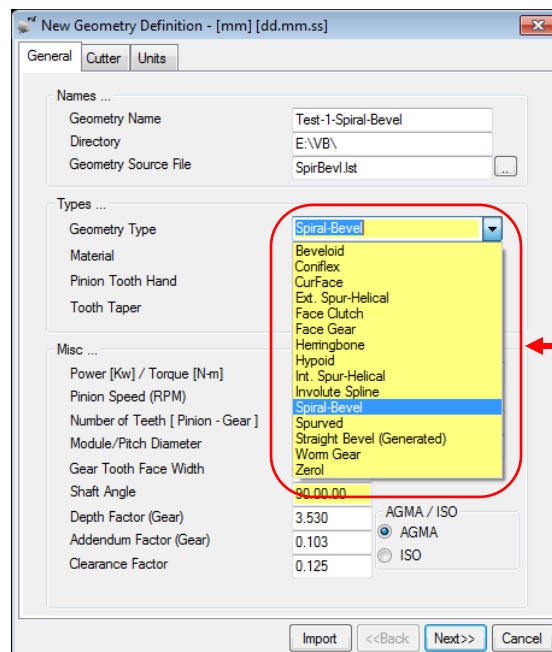 New Geometry Definition - [mm] [dd.mm.ss]
General Cutter Units
Names ...
Geometry Name Test-1-Spiral-Bevel
Directory E:\VB\
Geometry Source File SpirBevl.lst ..
Types ...
Geometry Type Spiral-Bevel
Material
Pinion Tooth Hand
Tooth Taper
Beveloid
Coniflex
CurFace
Ext. Spur-Helical
Face Clutch
Face Gear
Herringbone
Hypoid
Int. Spur-Helical
Involute Spline
Spiral-Bevel
Spurved
Straight Bevel (Generated)
Worm Gear
Zerol
Misc ...
Power [Kw] / Torque [N-m]
Pinion Speed (RPM)
Number of Teeth [ Pinion - Gear ]
Module/Pitch Diameter
Gear Tooth Face Width
Shaft Angle 90.00.00
Depth Factor (Gear) 3.530
Addendum Factor (Gear) 0.103
Clearance Factor 0.125
AGMA / ISO
AGMA
ISO
Import <<Back Next>> Cancel